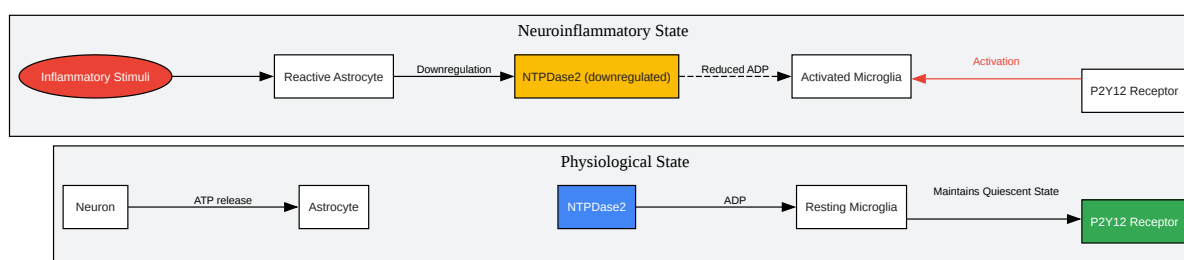 Neuroinflammatory State
Inflammatory Stimuli
Reactive Astrocyte
Downregulation
NTPDase2 (downregulated)
Reduced ADP
Activated Microglia
Activation
P2Y12 Receptor
Physiological State
Neuron
ATP release
Astrocyte
NTPDase2
ADP
Resting Microglia
Maintains Quiescent State
P2Y12 Receptor